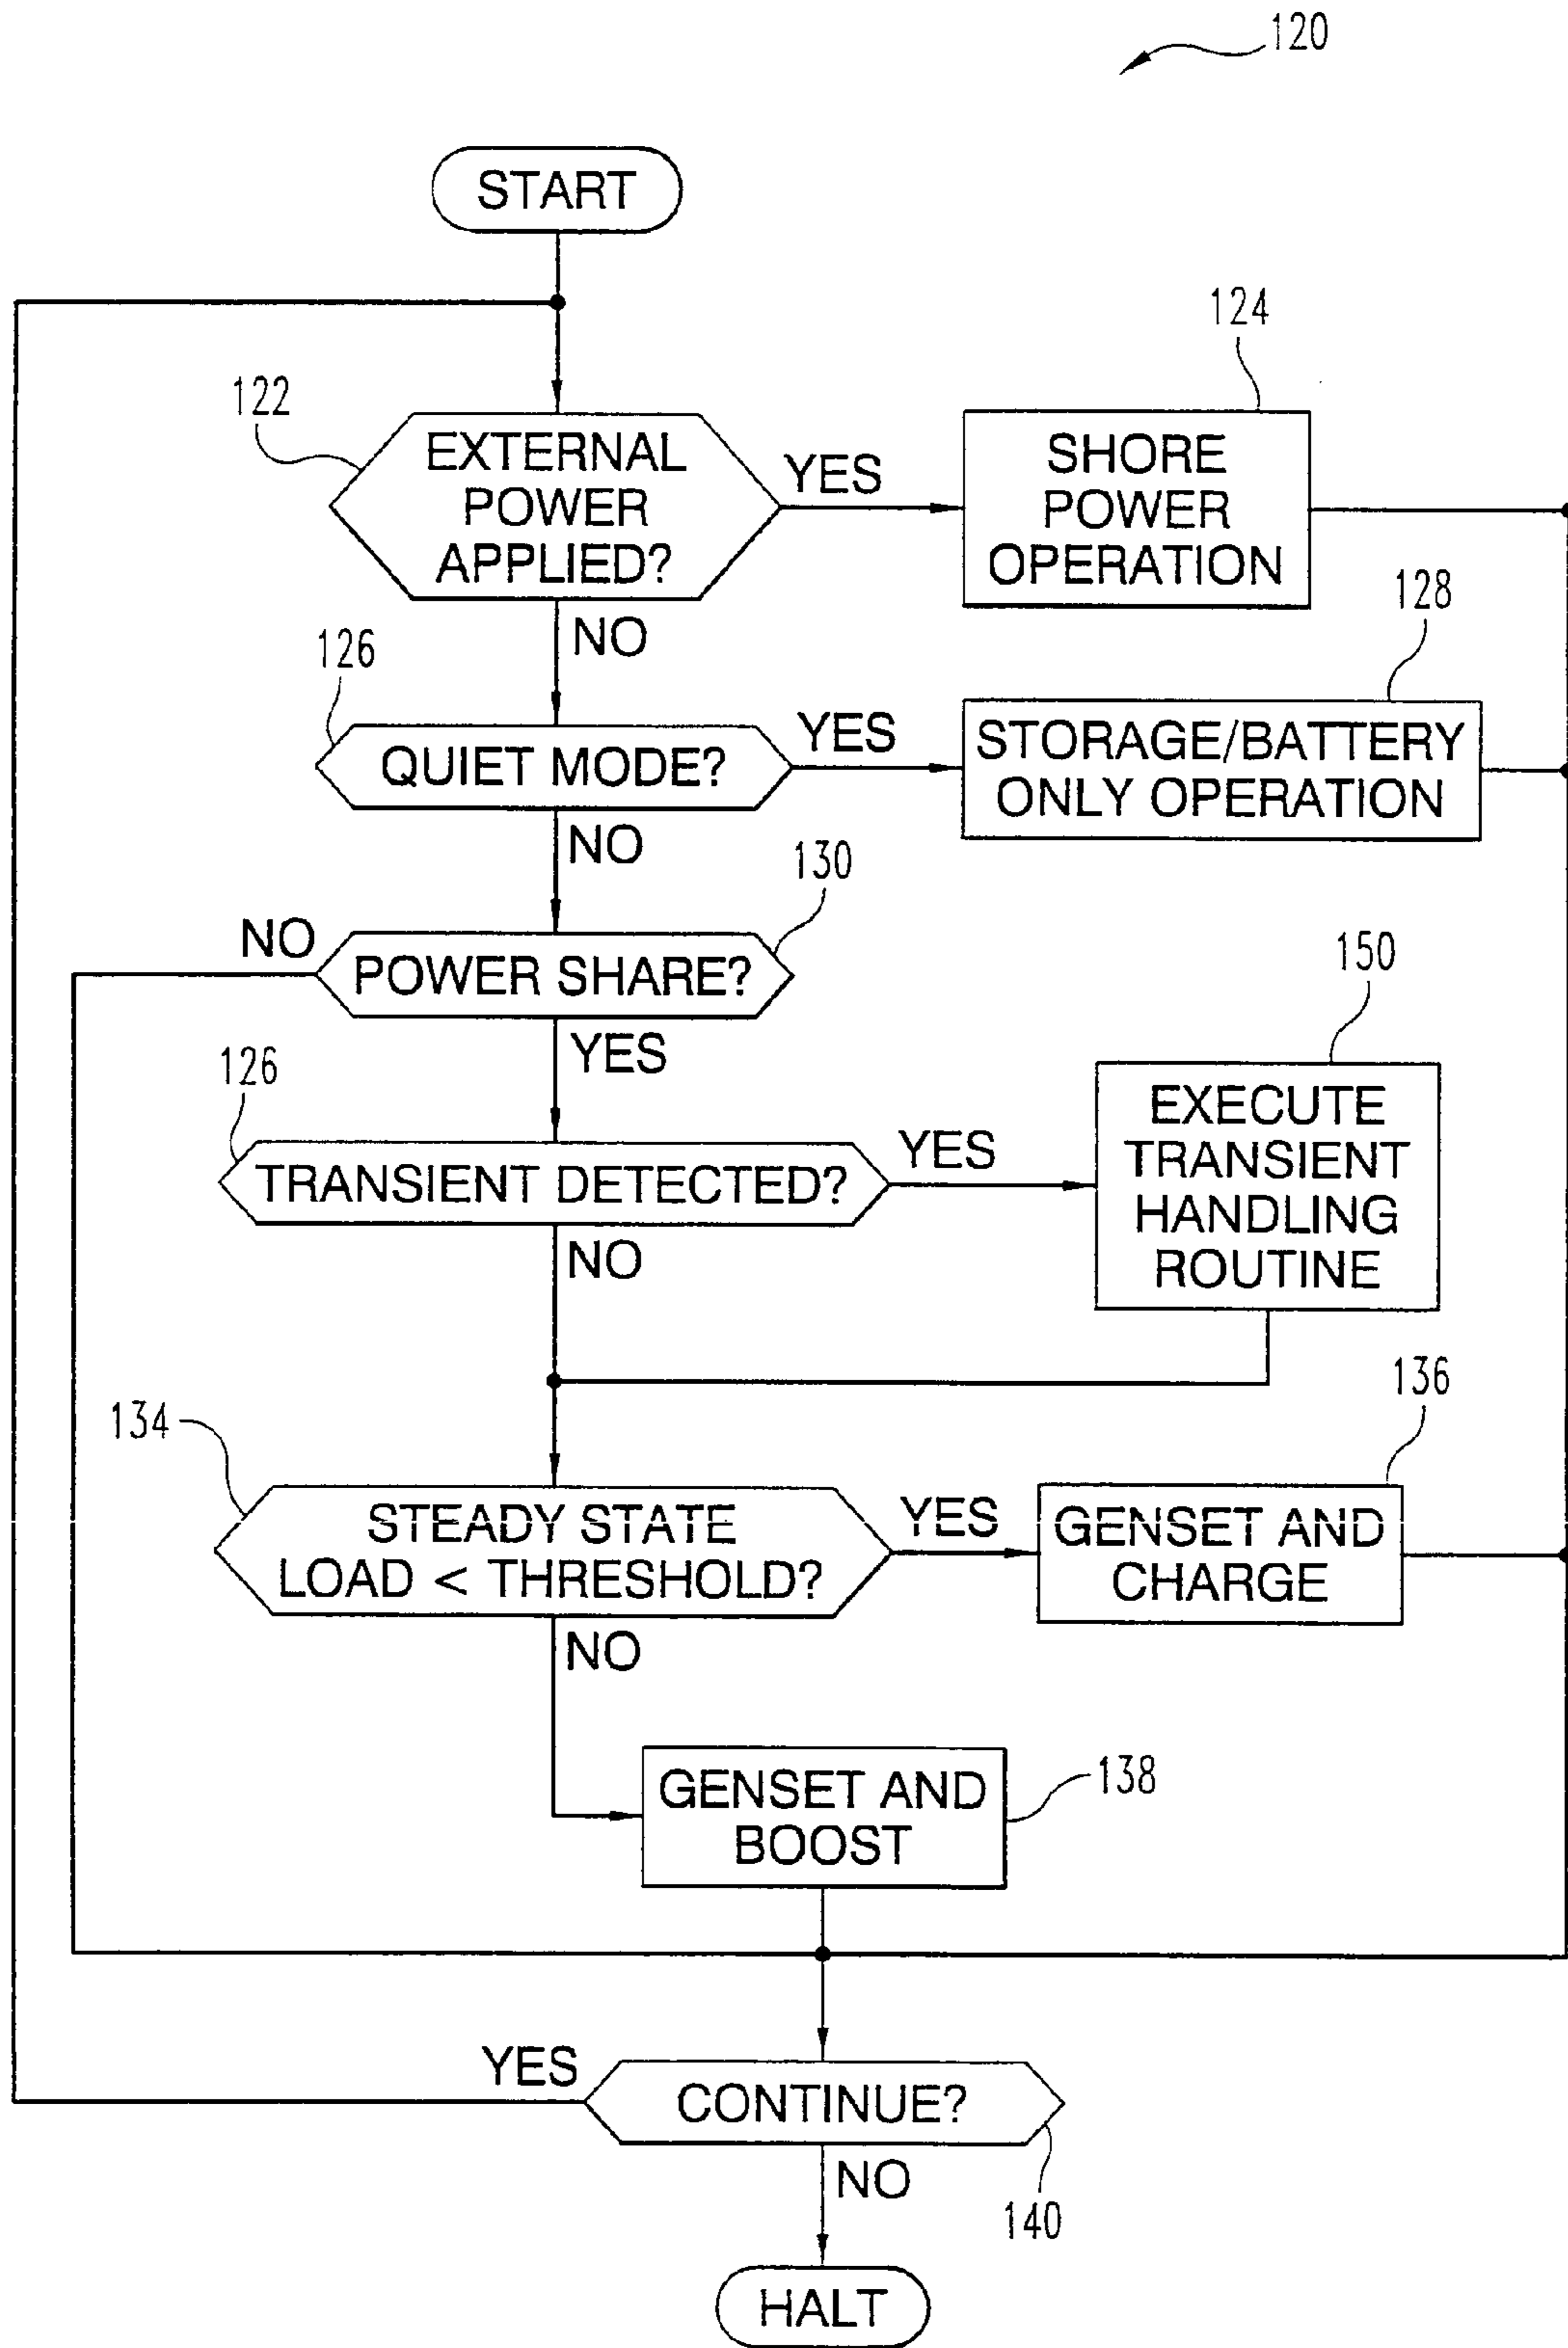 120
START
124
122
EXTERNAL
POWER
APPLIED?
YES
SHORE
POWER
OPERATION
NO
128
126
QUIET MODE?
YES
STORAGE/BATTERY
ONLY OPERATION
NO
130
NO
POWER SHARE?
150
YES
126
TRANSIENT DETECTED?
YES
EXECUTE
TRANSIENT
HANDLING
ROUTINE
NO
136
134
STEADY STATE
LOAD < THRESHOLD?
YES
GENSET AND
CHARGE
NO
GENSET AND
BOOST
138
YES
CONTINUE?
NO
140
HALT